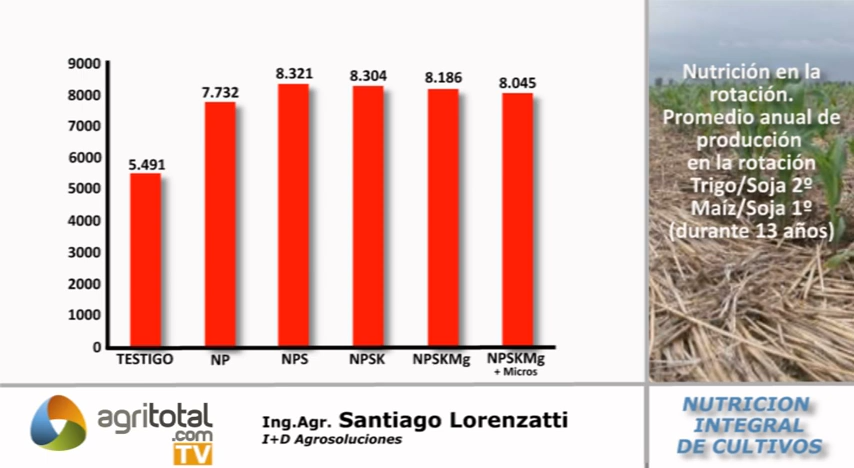 9000
8000
7000
6000
5000
4000
3000
2000
1000
0
5.491
7.732
8.321
8.304
8.186
8.045
TESTIGO
NP
NPS
NPSK
NPSKMg
NPSKMg
+ Micros
Nutrición en la
rotación.
Promedio anual de
producción
en la rotación
Trigo/Soja 2º
Maíz/Soja 1º
(durante 13 años)
agritotal
.com
TV
Ing.Agr. Santiago Lorenzatti
I+D Agrosoluciones
NUTRICION
INTEGRAL
DE CULTIVOS